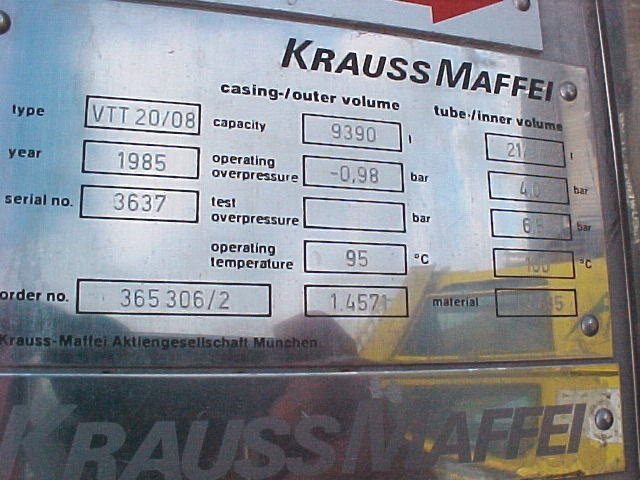 KRAUSS MAFFEI
casing-/outer volume tube-/inner volume
type VTT 20/08 capacity 9390 l l
year 1985 operating overpressure -0,98 bar bar
serial no. 3637 test overpressure bar bar
operating temperature 95 °C °C
order no. 365 306/2 1.4571 material
Krauss-Maffei Aktiengesellschaft München
KRAUSS MAFFEI